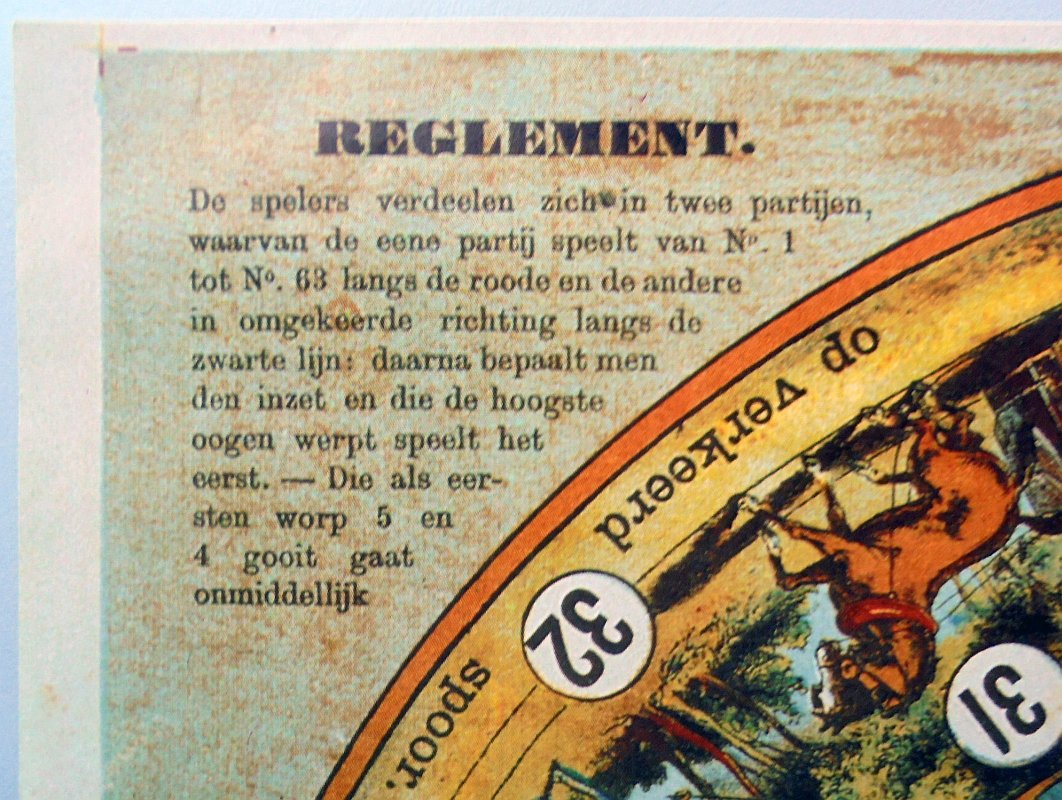 REGLEMENT.
De spelers verdeelen zich in twee partijen,
waarvan de eene partij speelt van Nº. 1
tot Nº. 63 langs de roode en de andere
in omgekeerde richting langs de
zwarte lijn: daarna bepaalt men
den inzet en die de hoogste
oogen werpt speelt het
eerst. — Die als eer-
sten worp 5 en
4 gooit gaat
onmiddellijk
op verkeerd
spoor.
32
31